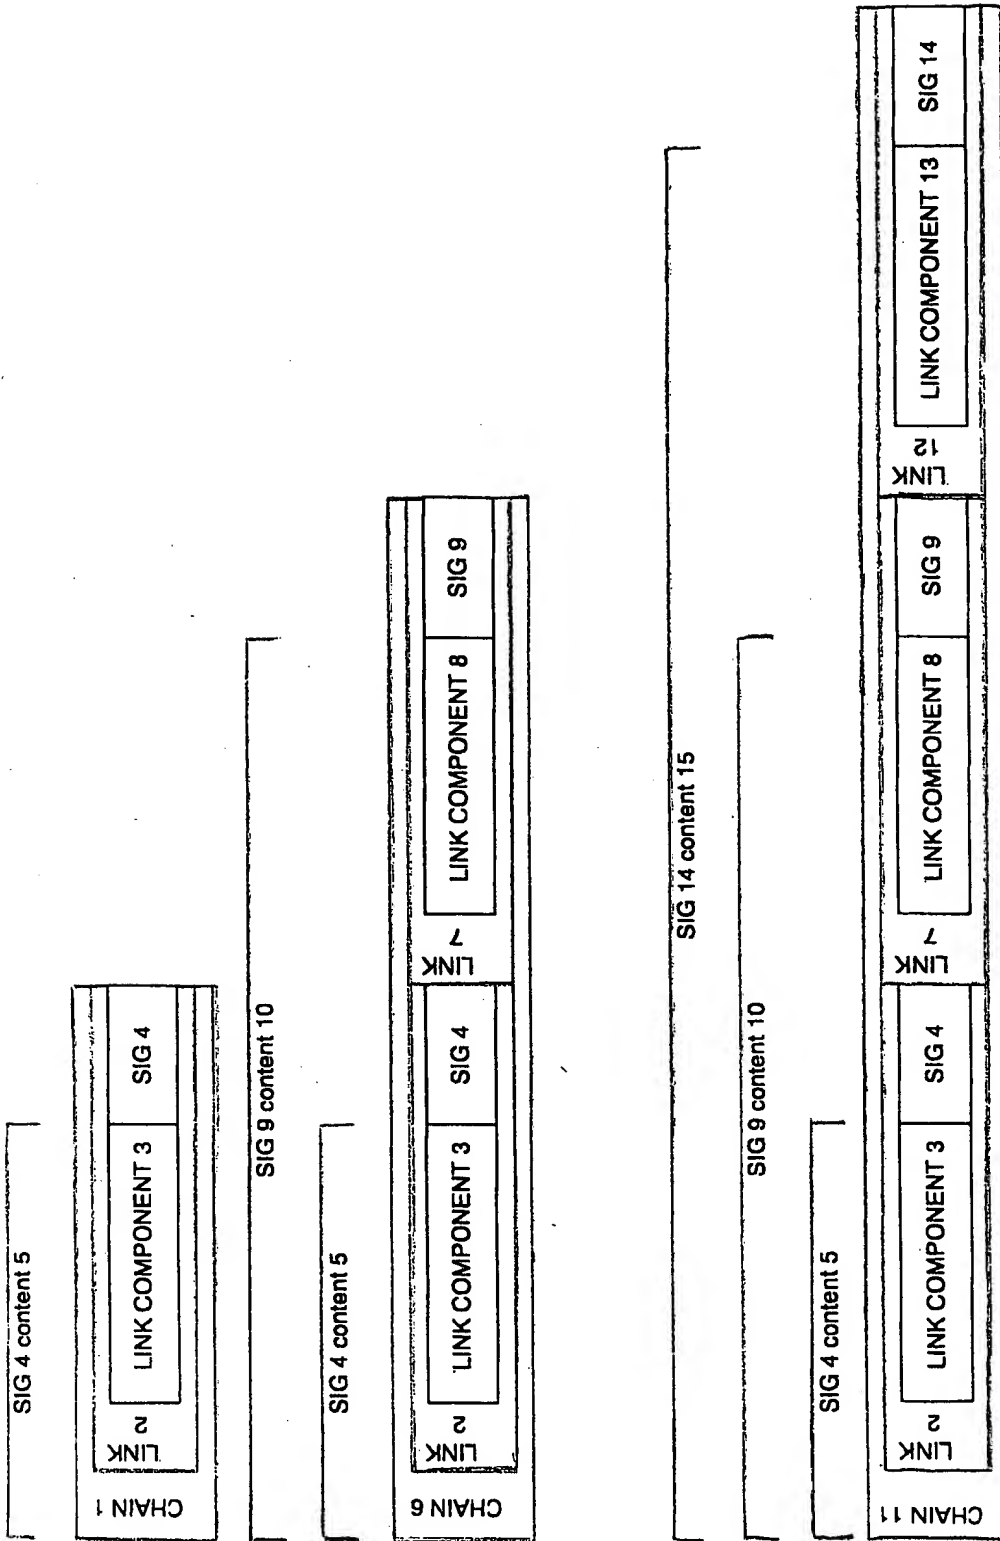 SIG 4 content 5
CHAIN 1
LINK
2
LINK COMPONENT 3
SIG 4
SIG 9 content 10
SIG 4 content 5
CHAIN 6
LINK
2
LINK COMPONENT 3
SIG 4
LINK
7
LINK COMPONENT 8
SIG 9
SIG 14 content 15
SIG 9 content 10
SIG 4 content 5
CHAIN 11
LINK
2
LINK COMPONENT 3
SIG 4
LINK
7
LINK COMPONENT 8
SIG 9
LINK
12
LINK COMPONENT 13
SIG 14